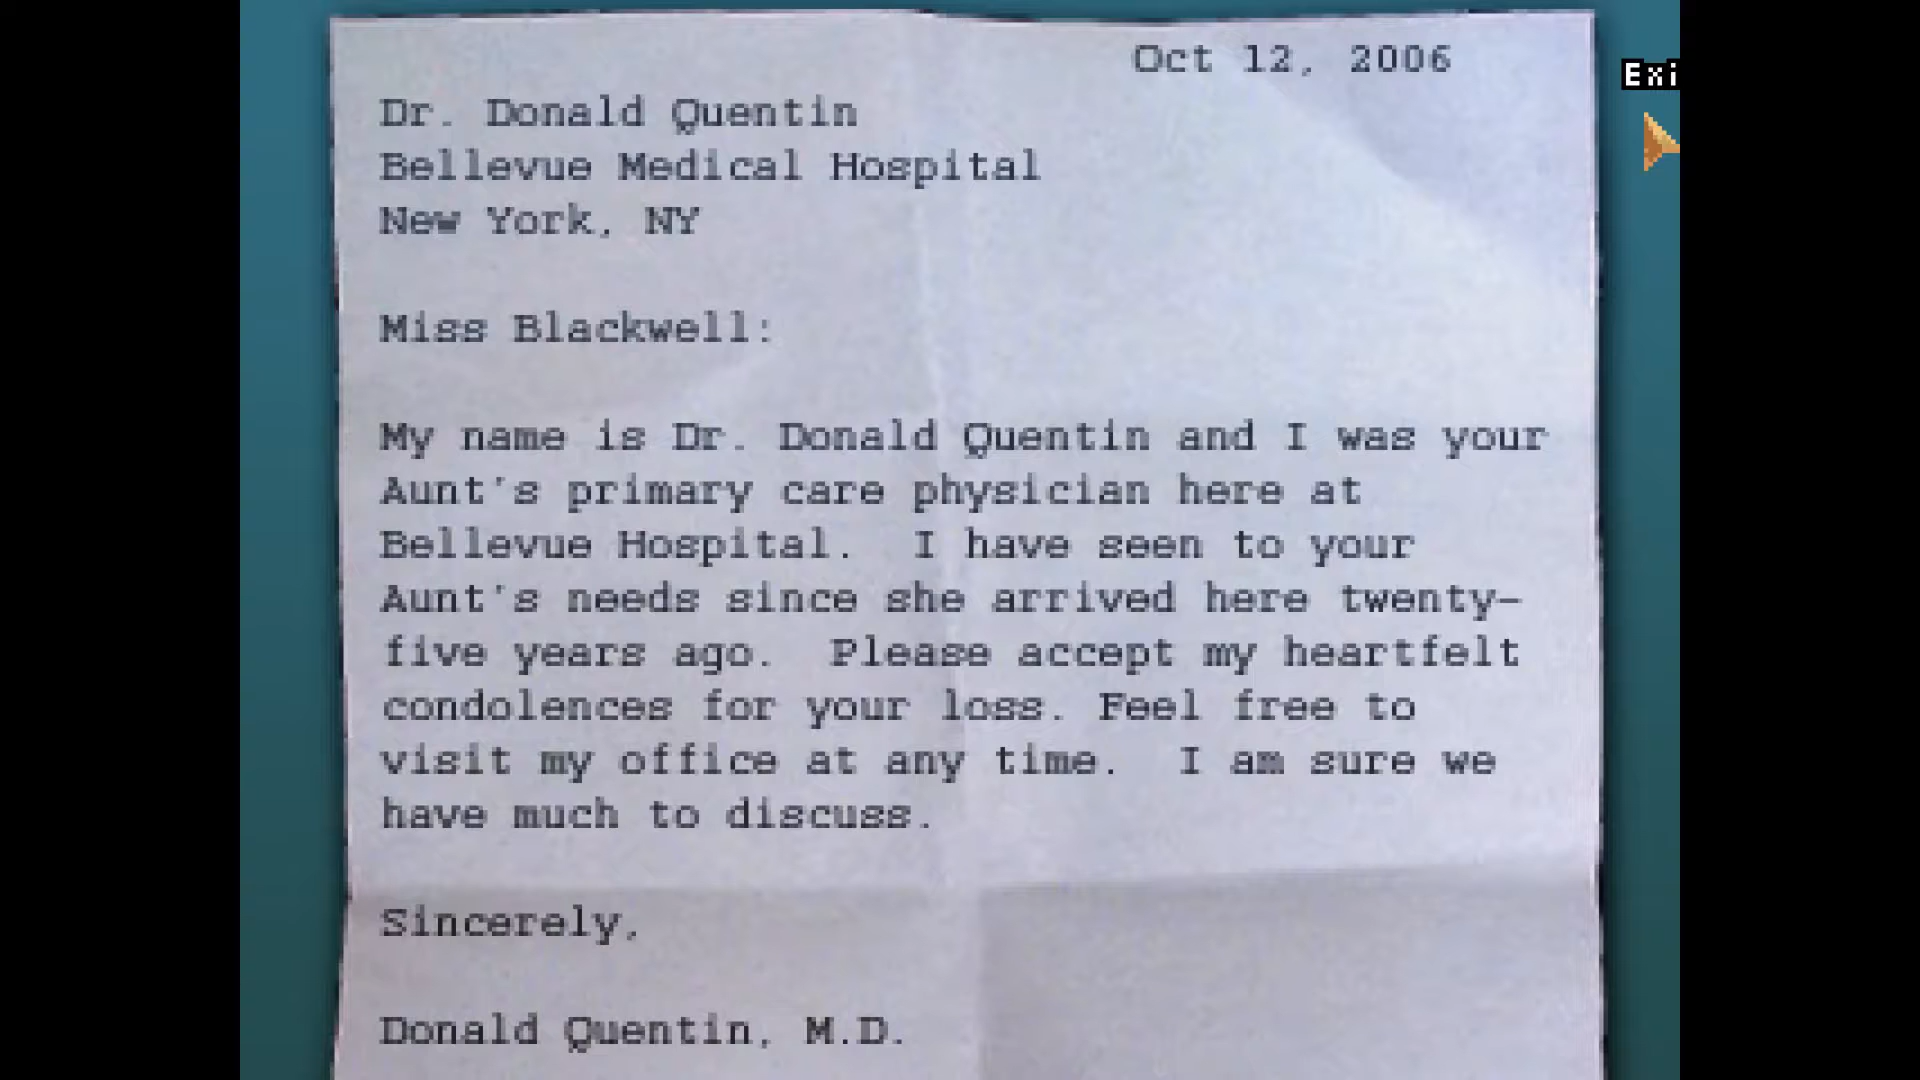 Oct 12, 2006
Exi
Dr. Donald Quentin
Bellevue Medical Hospital
New York, NY
Miss Blackwell:
My name is Dr. Donald Quentin and I was your
Aunt's primary care physician here at
Bellevue Hospital.  I have seen to your
Aunt's needs since she arrived here twenty-
five years ago.  Please accept my heartfelt
condolences for your loss. Feel free to
visit my office at any time.  I am sure we
have much to discuss.
Sincerely,
Donald Quentin, M.D.